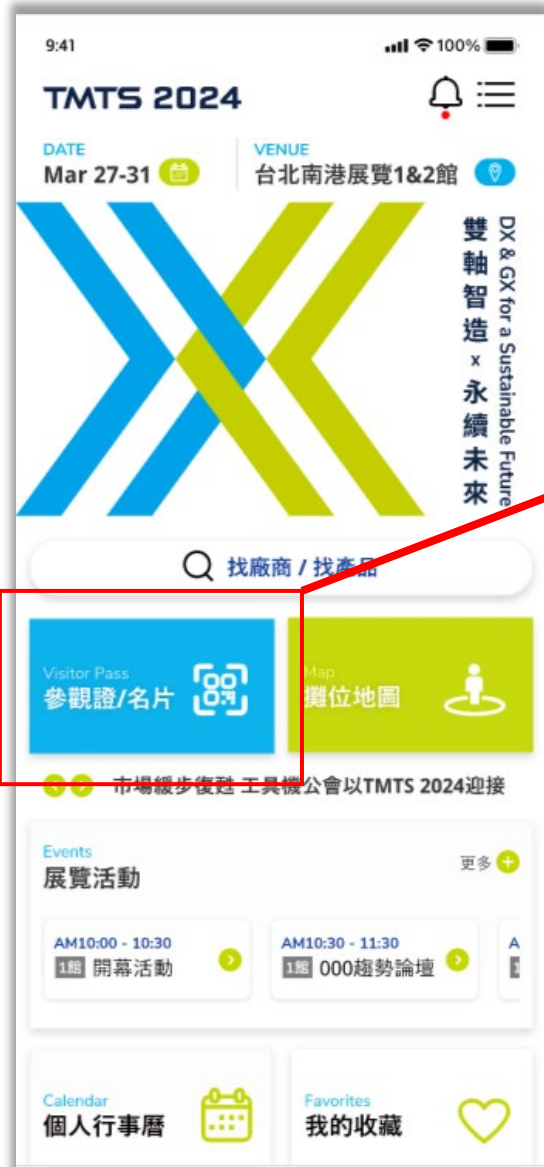 9:41
100%
TMTS 2024
DATE
Mar 27-31
VENUE
台北南港展覽1&2館
雙軸智造 x 永續未來
DX & GX for a Sustainable Future
找廠商 / 找產品
Visitor Pass
參觀證/名片
Map
攤位地圖
市場緩步復甦 工具機公會以TMTS 2024迎接
Events
展覽活動
更多
AM10:00 - 10:30
1館 開幕活動
AM10:30 - 11:30
1館 000趨勢論壇
A
1
Calendar
個人行事曆
Favorites
我的收藏